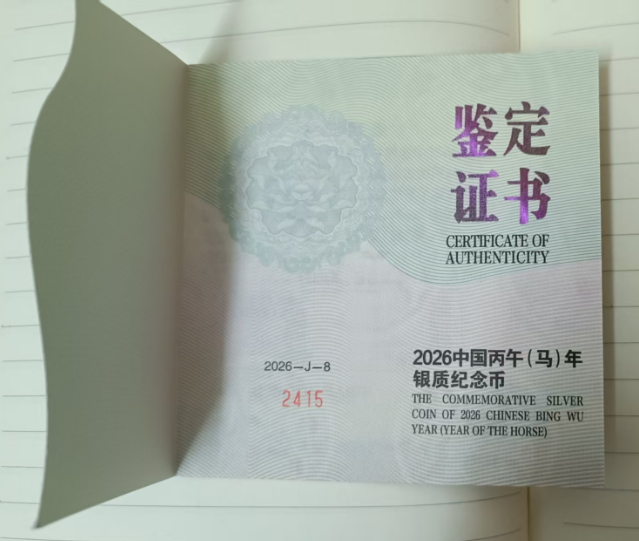 鉴定
证书
CERTIFICATE OF
AUTHENTICITY
2026-J-8
2415
2026中国丙午(马)年
银质纪念币
THE COMMEMORATIVE SILVER
COIN OF 2026 CHINESE BING WU
YEAR (YEAR OF THE HORSE)